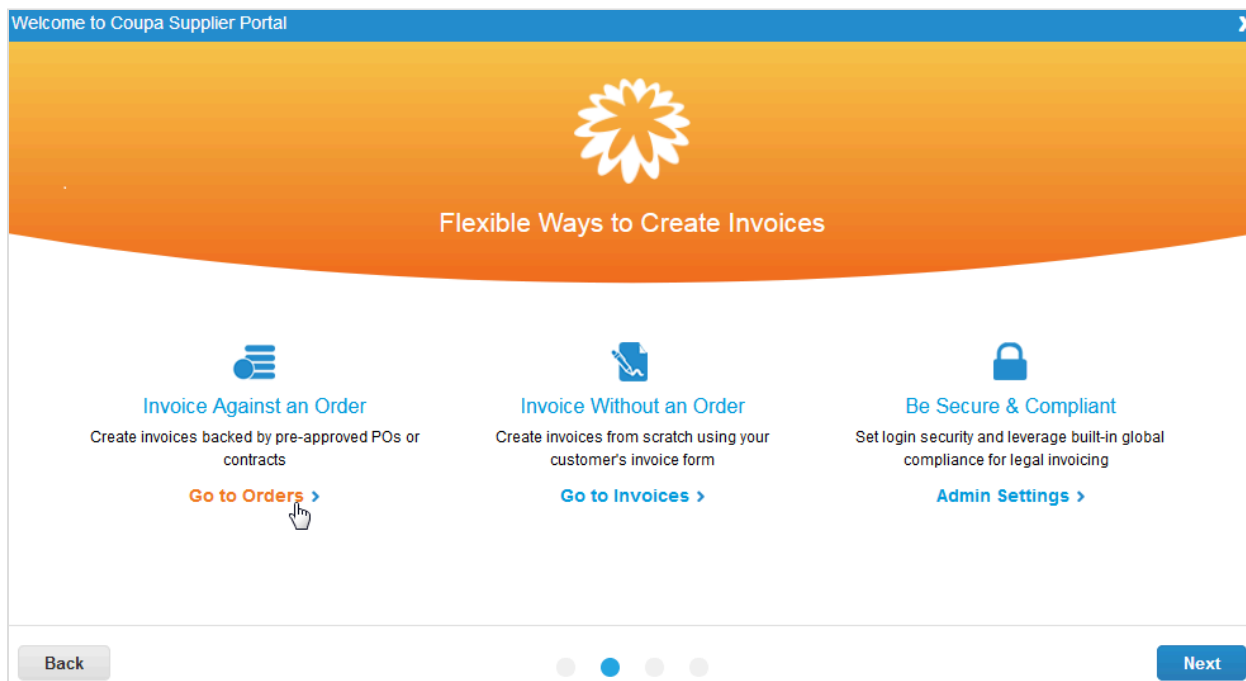 Welcome to Coupa Supplier Portal
Flexible Ways to Create Invoices
Invoice Against an Order
Create invoices backed by pre-approved POs or
contracts
Go to Orders >
Invoice Without an Order
Create invoices from scratch using your
customer's invoice form
Go to Invoices >
Be Secure & Compliant
Set login security and leverage built-in global
compliance for legal invoicing
Admin Settings >
Back
Next